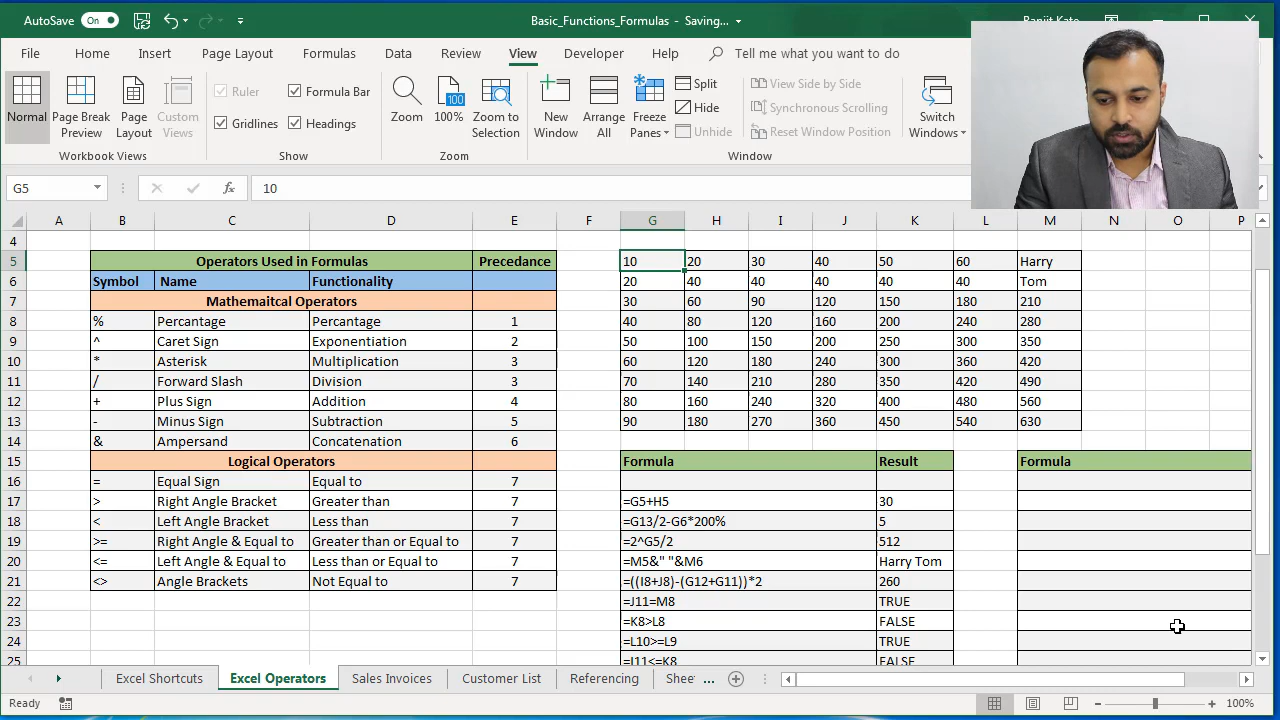 AutoSave On Basic_Functions_Formulas - Saving...
File Home Insert Page Layout Formulas Data Review View Developer Help Tell me what you want to do
Normal Page Break Preview Page Layout Custom Views
Ruler Formula Bar
Gridlines Headings
Zoom 100 100% Zoom to Selection
New Window Arrange All Freeze Panes
Split
Hide
Unhide
View Side by Side
Synchronous Scrolling
Reset Window Position
Switch Windows
Workbook Views Show Zoom Window
G5 fx 10
A B C D E F G H I J K L M N O P
4
5 Operators Used in Formulas Precedance 10 20 30 40 50 60 Harry
6 Symbol Name Functionality 20 40 40 40 40 40 Tom
7 Mathemaitcal Operators 30 60 90 120 150 180 210
8 % Percentage Percentage 1 40 80 120 160 200 240 280
9 ^ Caret Sign Exponentiation 2 50 100 150 200 250 300 350
10 * Asterisk Multiplication 3 60 120 180 240 300 360 420
11 / Forward Slash Division 3 70 140 210 280 350 420 490
12 + Plus Sign Addition 4 80 160 240 320 400 480 560
13 - Minus Sign Subtraction 5 90 180 270 360 450 540 630
14 & Ampersand Concatenation 6
15 Logical Operators Formula Result Formula
16 = Equal Sign Equal to 7
17 > Right Angle Bracket Greater than 7 =G5+H5 30
18 < Left Angle Bracket Less than 7 =G13/2-G6*200% 5
19 >= Right Angle & Equal to Greater than or Equal to 7 =2^G5/2 512
20 <= Left Angle & Equal to Less than or Equal to 7 =M5&" "&M6 Harry Tom
21 <> Angle Brackets Not Equal to 7 =((I8+J8)-(G12+G11))*2 260
22 =J11=M8 TRUE
23 =K8>L8 FALSE
24 =L10>=L9 TRUE
25 FALSE
Excel Shortcuts Excel Operators Sales Invoices Customer List Referencing Shee ...
Ready 100%